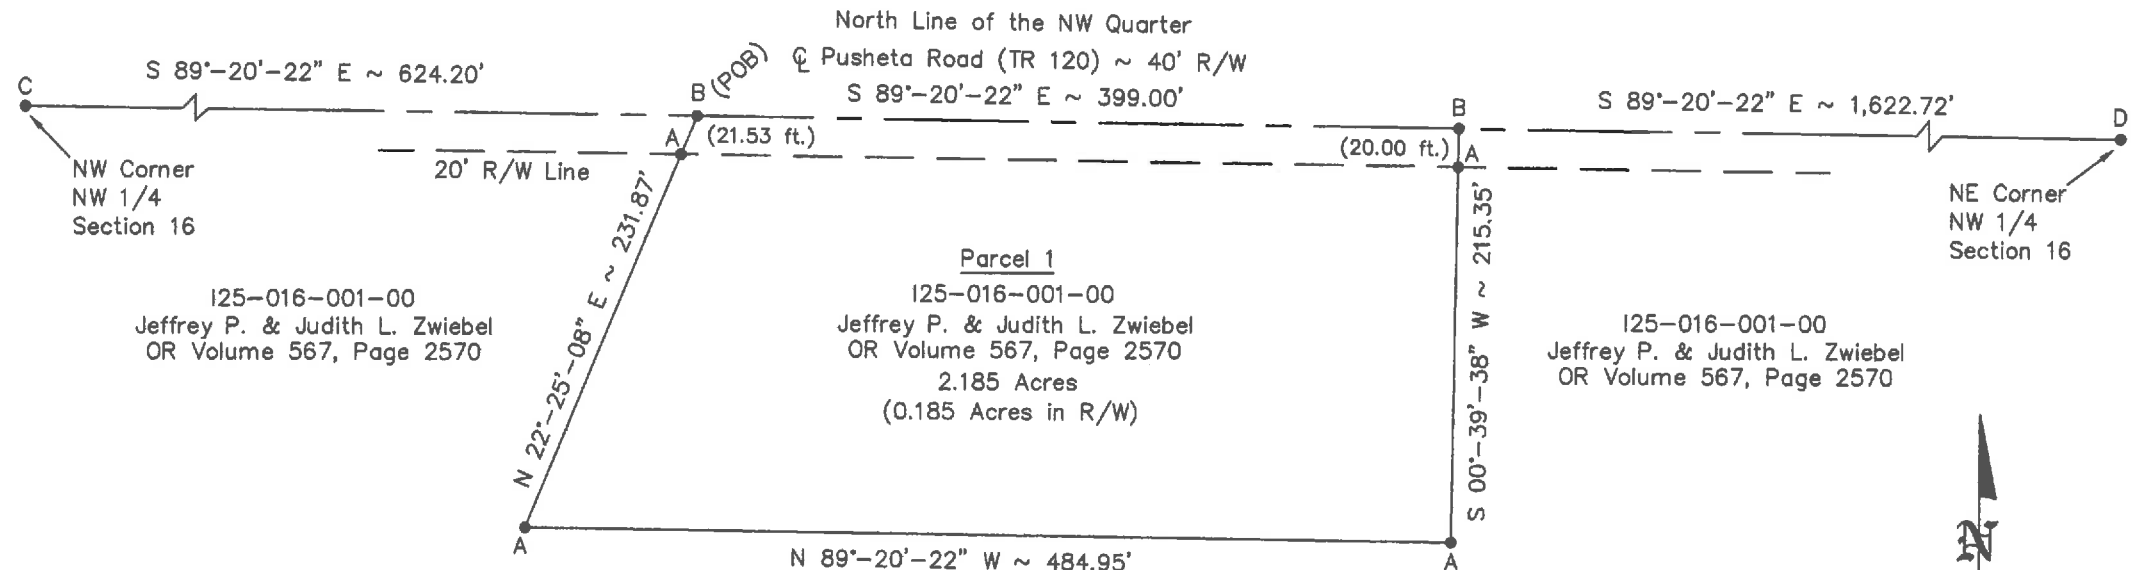 North Line of the NW Quarter
℄ Pusheta Road (TR 120) ~ 40' R/W
S 89°-20'-22" E ~ 624.20'
S 89°-20'-22" E ~ 399.00'
S 89°-20'-22" E ~ 1,622.72'
C
B (POB)
B
D
A
(21.53 ft.)
(20.00 ft.)
A
20' R/W Line
NW Corner
NW 1/4
Section 16
NE Corner
NW 1/4
Section 16
N 22°-25'-08" E ~ 231.87'
S 00°-39'-38" W ~ 215.35'
I25-016-001-00
Jeffrey P. & Judith L. Zwiebel
OR Volume 567, Page 2570
Parcel 1
I25-016-001-00
Jeffrey P. & Judith L. Zwiebel
OR Volume 567, Page 2570
2.185 Acres
(0.185 Acres in R/W)
I25-016-001-00
Jeffrey P. & Judith L. Zwiebel
OR Volume 567, Page 2570
A
N 89°-20'-22" W ~ 484.95'
A
N